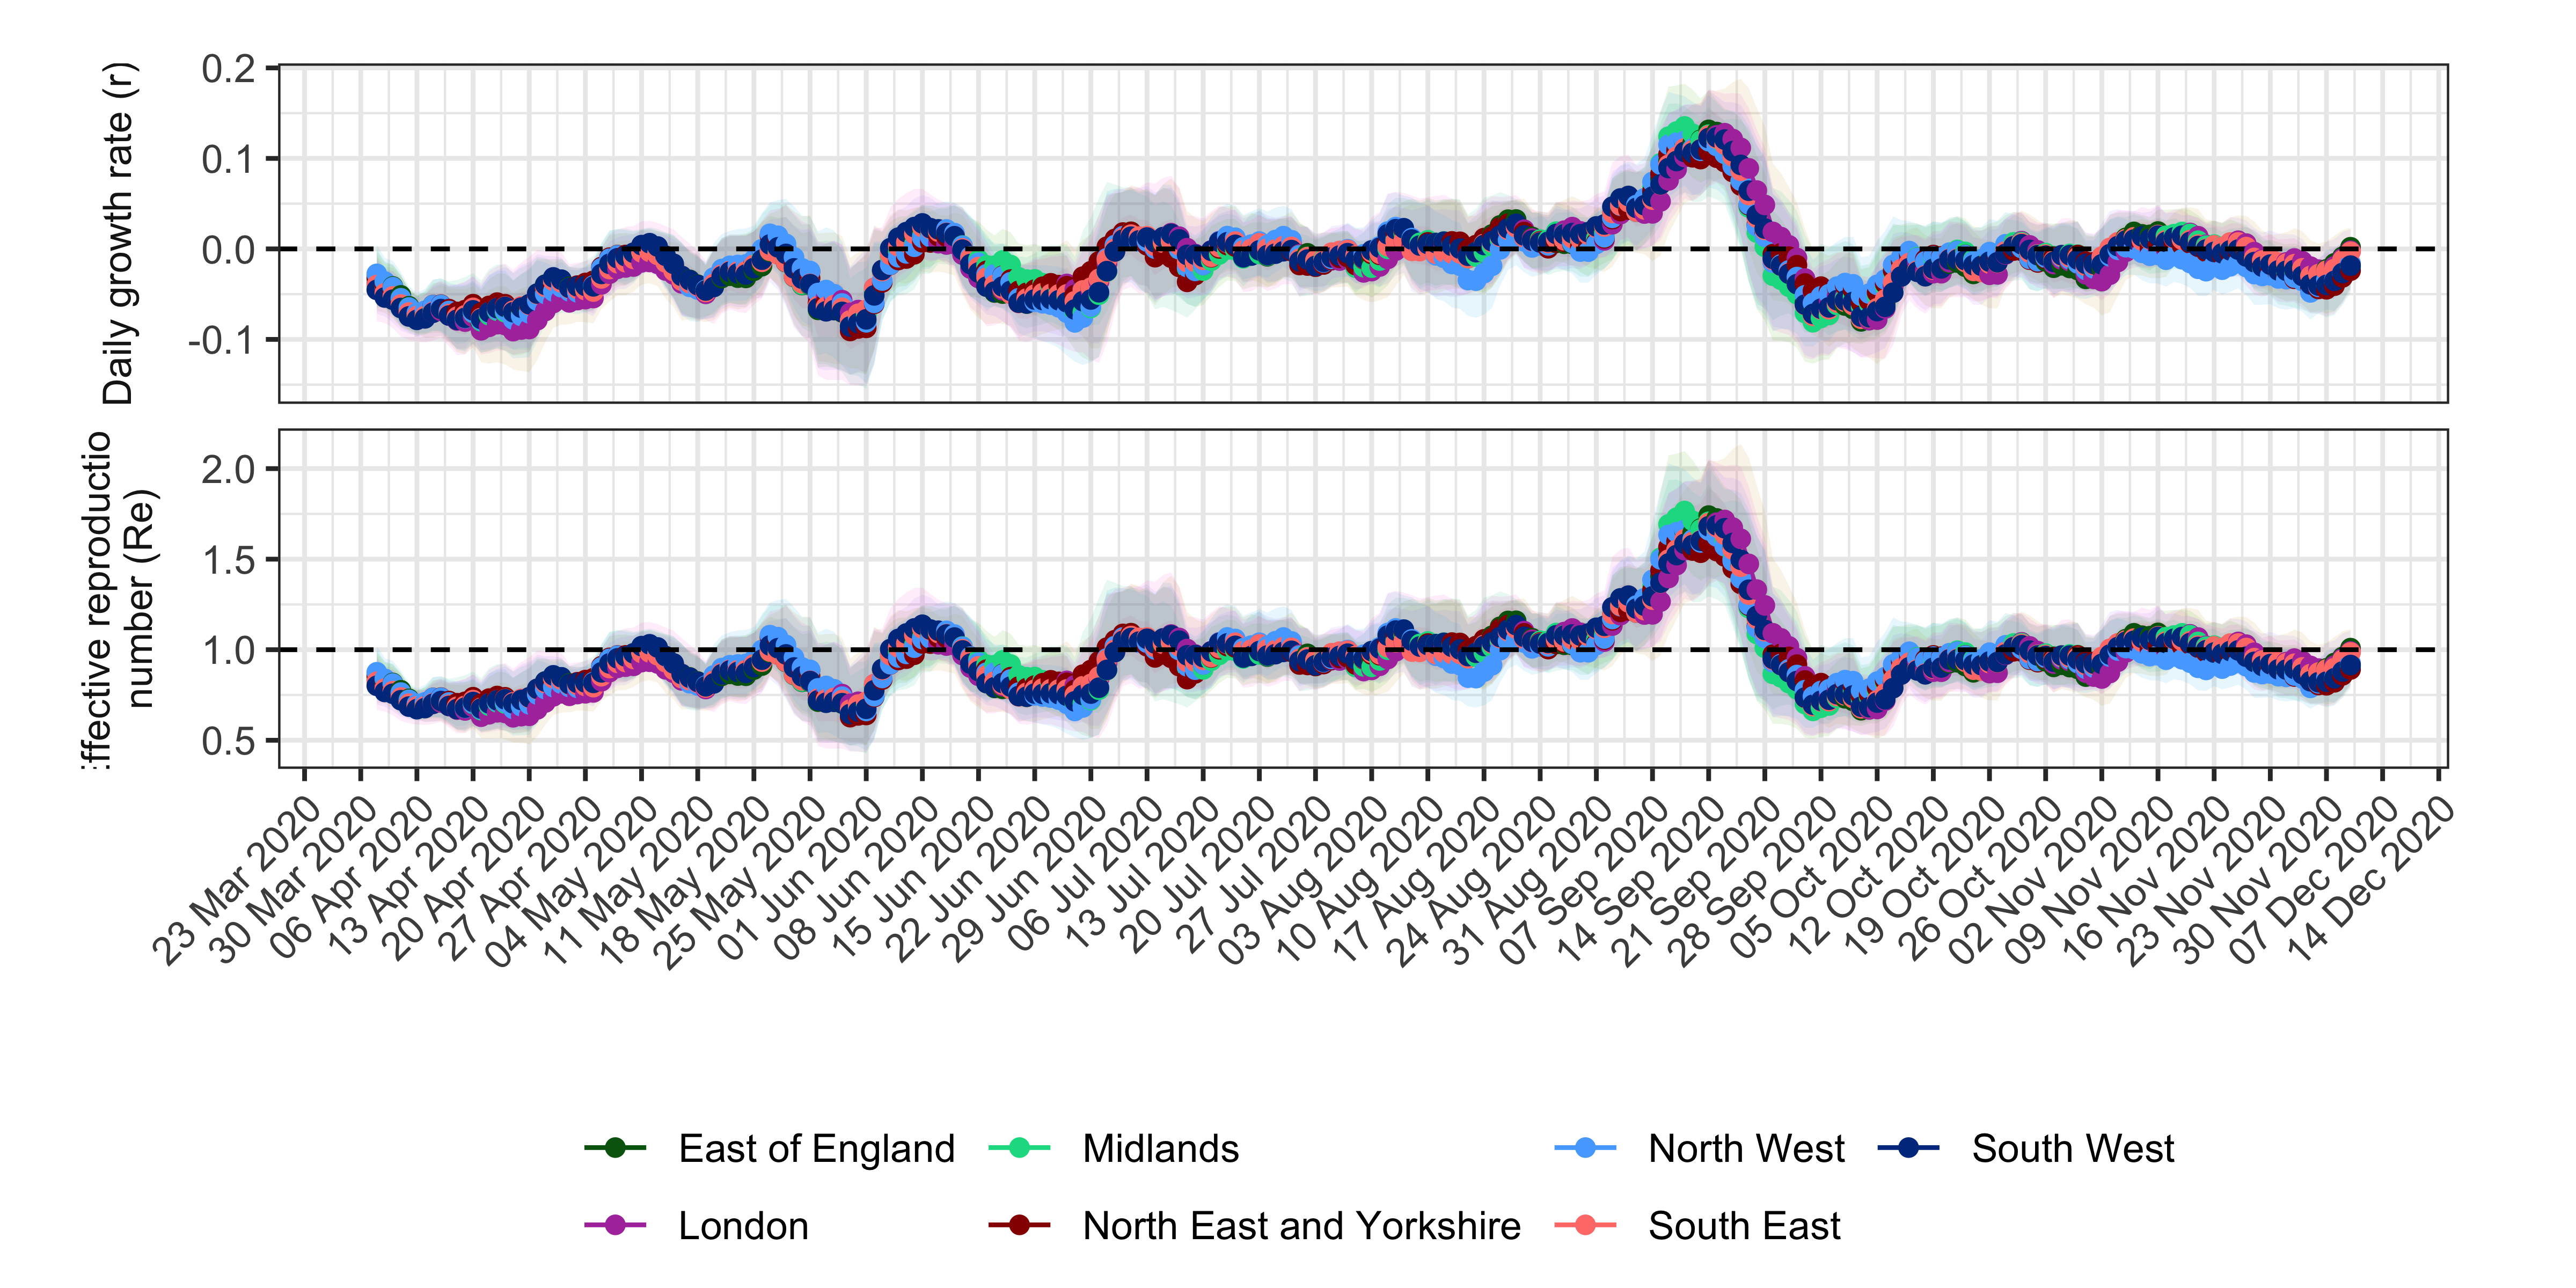 Daily growth rate (r)
0.2
0.1
0.0
-0.1
ffective reproductio
number (Re)
2.0
1.5
1.0
0.5
23 Mar 2020
30 Mar 2020
06 Apr 2020
13 Apr 2020
20 Apr 2020
27 Apr 2020
04 May 2020
11 May 2020
18 May 2020
25 May 2020
01 Jun 2020
08 Jun 2020
15 Jun 2020
22 Jun 2020
29 Jun 2020
06 Jul 2020
13 Jul 2020
20 Jul 2020
27 Jul 2020
03 Aug 2020
10 Aug 2020
17 Aug 2020
24 Aug 2020
31 Aug 2020
07 Sep 2020
14 Sep 2020
21 Sep 2020
28 Sep 2020
05 Oct 2020
12 Oct 2020
19 Oct 2020
26 Oct 2020
02 Nov 2020
09 Nov 2020
16 Nov 2020
23 Nov 2020
30 Nov 2020
07 Dec 2020
14 Dec 2020
East of England
Midlands
North West
South West
London
North East and Yorkshire
South East